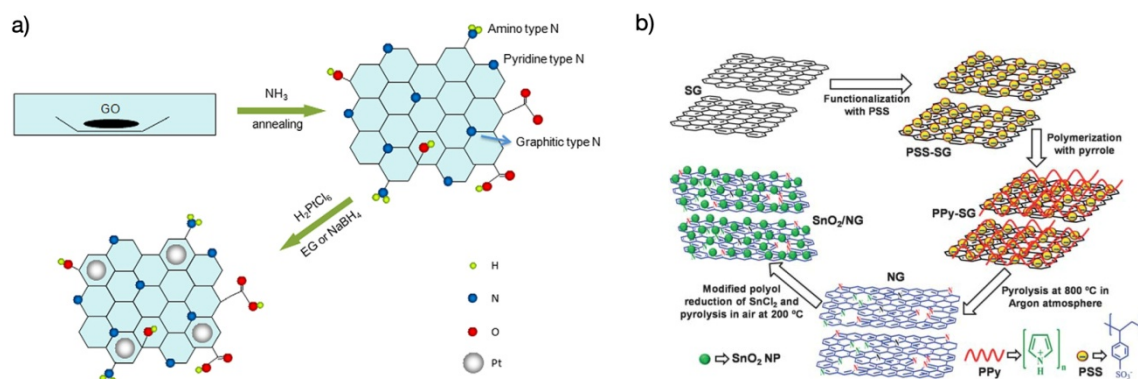 a)
GO
NH3
annealing
Amino type N
Pyridine type N
Graphitic type N
H2PtCl6
EG or NaBH4
H
N
O
Pt
b)
SG
Functionalization
with PSS
PSS-SG
Polymerization
with pyrrole
PPy-SG
Pyrolysis at 800 ºC in
Argon atmosphere
NG
Modified polyol
reduction of SnCl2 and
pyrolysis in air at 200 ºC
SnO2/NG
SnO2 NP
PPy
N
H
+
n
PSS
SO3-